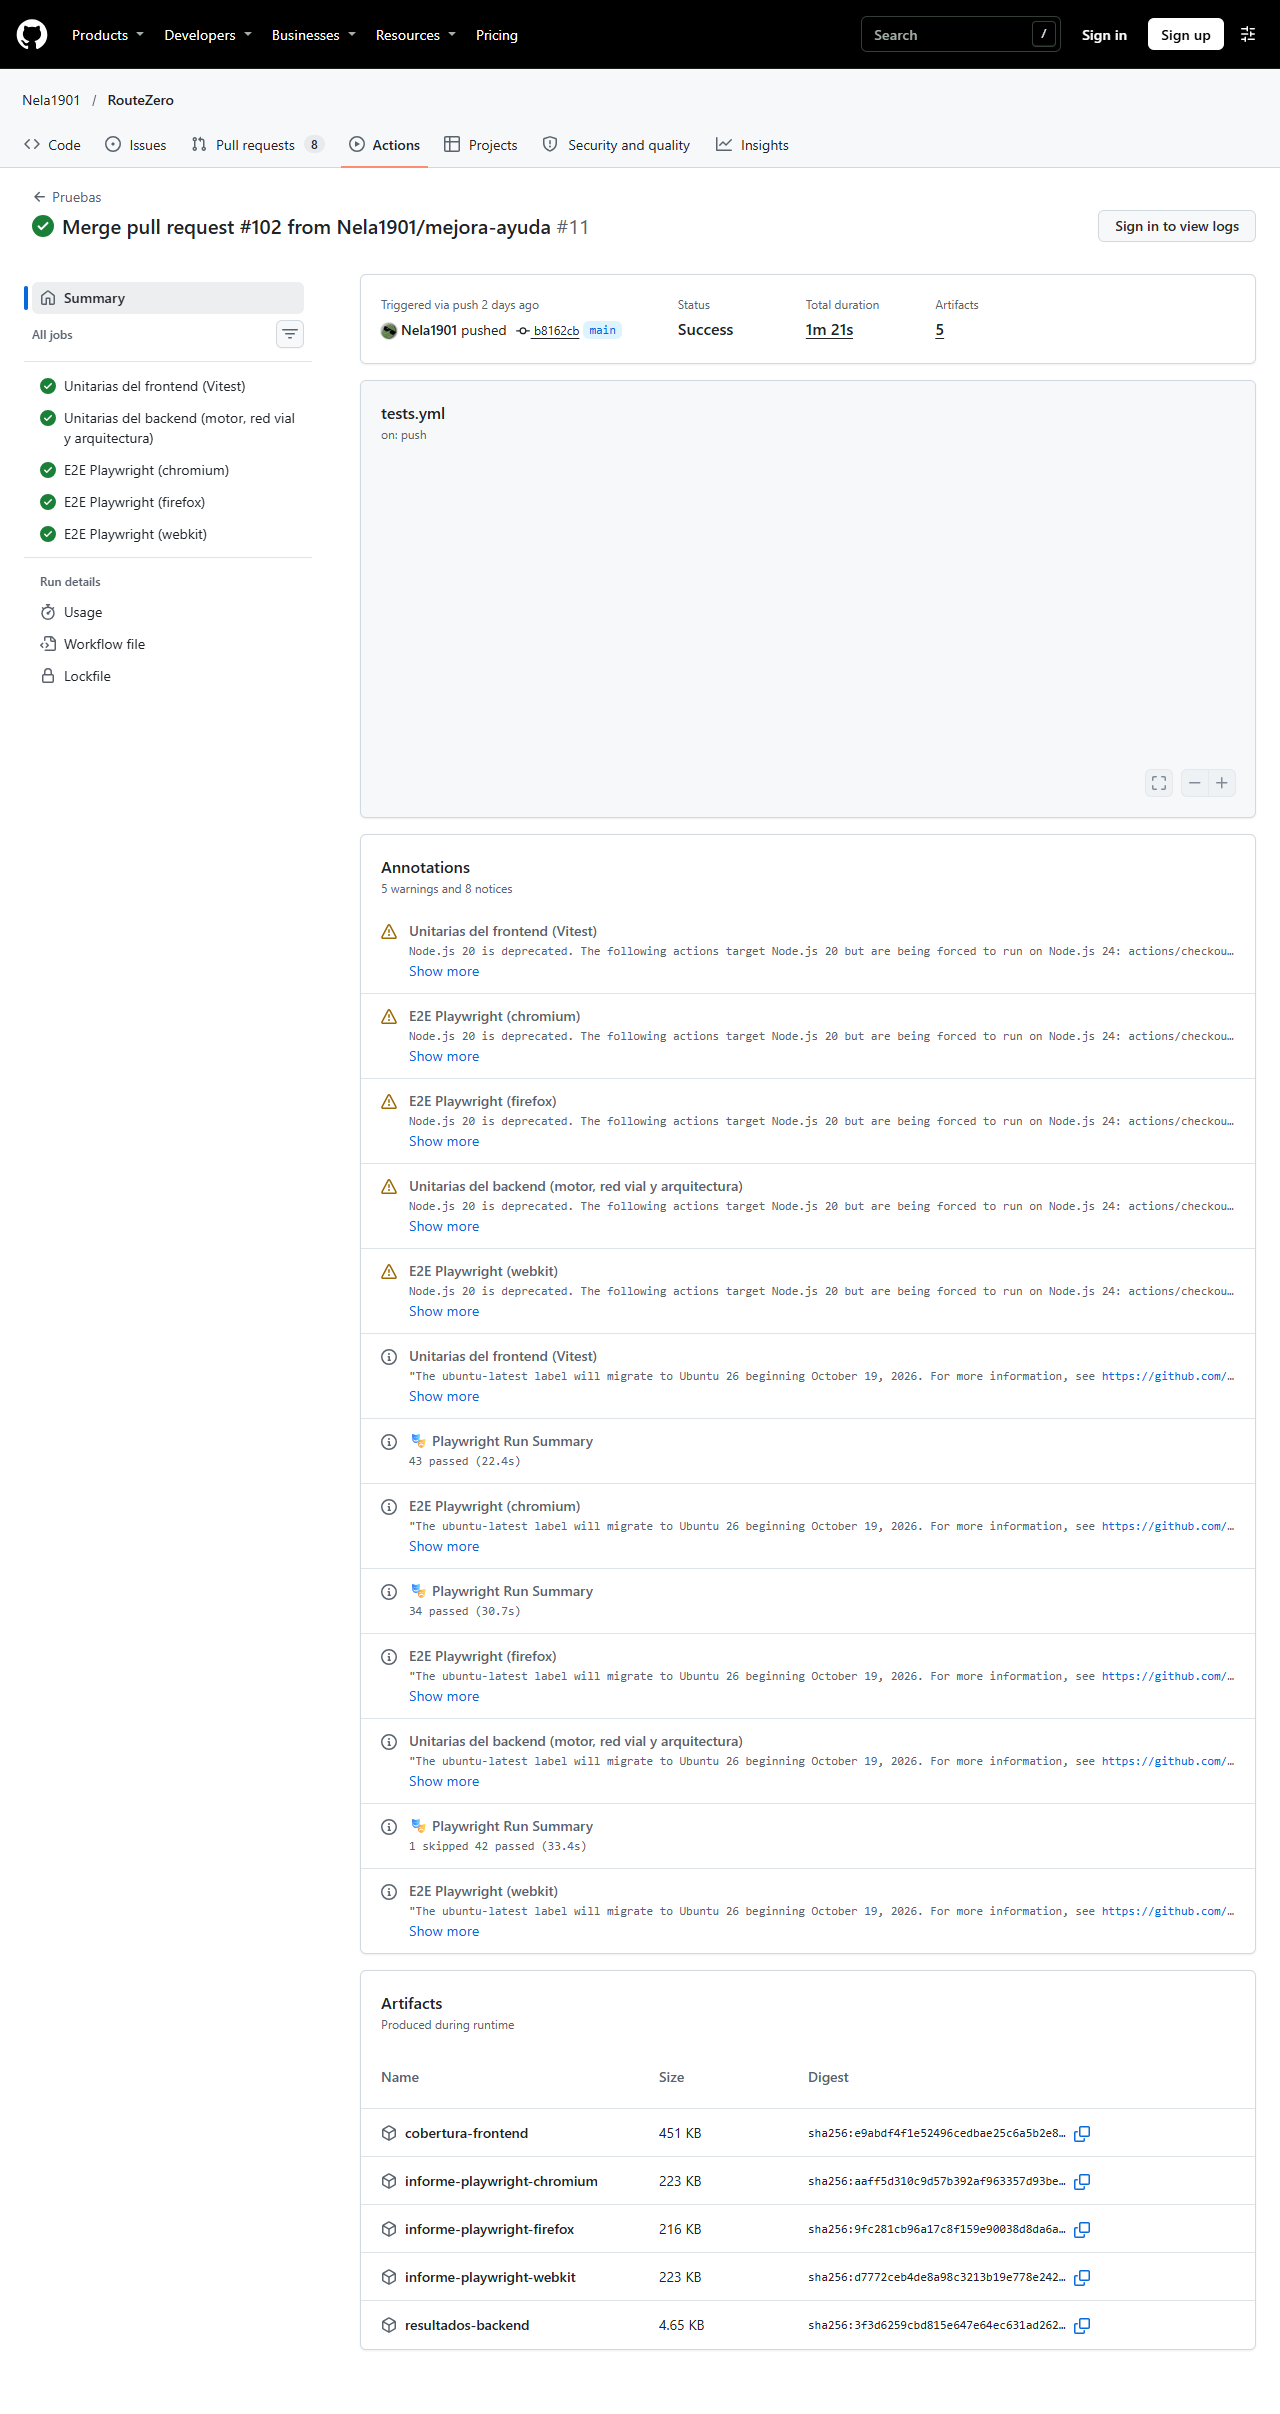 Products Developers Businesses Resources Pricing Search / Sign in Sign up
Nela1901 / RouteZero
Code Issues Pull requests 8 Actions Projects Security and quality Insights
Pruebas
Merge pull request #102 from Nela1901/mejora-ayuda #11
Sign in to view logs
Summary
All jobs
Unitarias del frontend (Vitest)
Unitarias del backend (motor, red vial
y arquitectura)
E2E Playwright (chromium)
E2E Playwright (firefox)
E2E Playwright (webkit)
Run details
Usage
Workflow file
Lockfile
Triggered via push 2 days ago Status Total duration Artifacts
Nela1901 pushed b8162cb main Success 1m 21s 5
tests.yml
on: push
Annotations
5 warnings and 8 notices
Unitarias del frontend (Vitest)
Node.js 20 is deprecated. The following actions target Node.js 20 but are being forced to run on Node.js 24: actions/checkou…
Show more
E2E Playwright (chromium)
Node.js 20 is deprecated. The following actions target Node.js 20 but are being forced to run on Node.js 24: actions/checkou…
Show more
E2E Playwright (firefox)
Node.js 20 is deprecated. The following actions target Node.js 20 but are being forced to run on Node.js 24: actions/checkou…
Show more
Unitarias del backend (motor, red vial y arquitectura)
Node.js 20 is deprecated. The following actions target Node.js 20 but are being forced to run on Node.js 24: actions/checkou…
Show more
E2E Playwright (webkit)
Node.js 20 is deprecated. The following actions target Node.js 20 but are being forced to run on Node.js 24: actions/checkou…
Show more
Unitarias del frontend (Vitest)
"The ubuntu-latest label will migrate to Ubuntu 26 beginning October 19, 2026. For more information, see https://github.com/…
Show more
Playwright Run Summary
43 passed (22.4s)
E2E Playwright (chromium)
"The ubuntu-latest label will migrate to Ubuntu 26 beginning October 19, 2026. For more information, see https://github.com/…
Show more
Playwright Run Summary
34 passed (30.7s)
E2E Playwright (firefox)
"The ubuntu-latest label will migrate to Ubuntu 26 beginning October 19, 2026. For more information, see https://github.com/…
Show more
Unitarias del backend (motor, red vial y arquitectura)
"The ubuntu-latest label will migrate to Ubuntu 26 beginning October 19, 2026. For more information, see https://github.com/…
Show more
Playwright Run Summary
1 skipped 42 passed (33.4s)
E2E Playwright (webkit)
"The ubuntu-latest label will migrate to Ubuntu 26 beginning October 19, 2026. For more information, see https://github.com/…
Show more
Artifacts
Produced during runtime
Name Size Digest
cobertura-frontend 451 KB sha256:e9abdf4f1e52496cedbae25c6a5b2e8…
informe-playwright-chromium 223 KB sha256:aaff5d310c9d57b392af963357d93be…
informe-playwright-firefox 216 KB sha256:9fc281cb96a17c8f159e90038d8da6a…
informe-playwright-webkit 223 KB sha256:d7772ceb4de8a98c3213b19e778e242…
resultados-backend 4.65 KB sha256:3f3d6259cbd815e647e64ec631ad262…